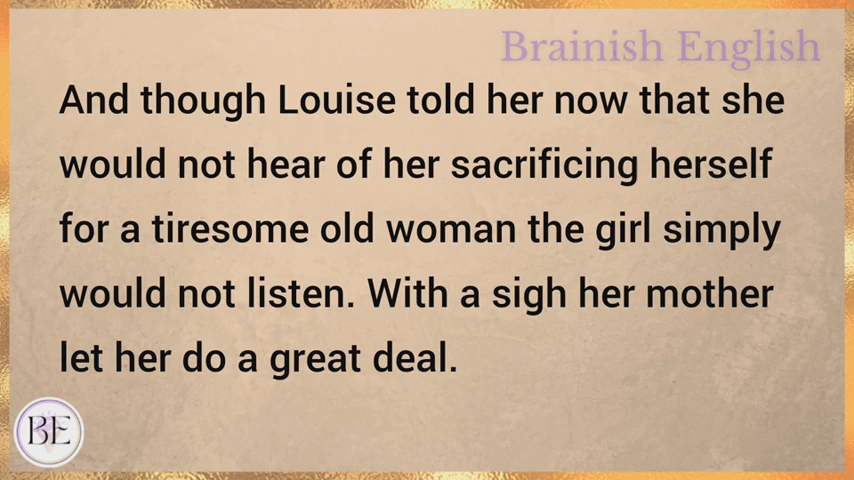 Brainish English
And though Louise told her now that she
would not hear of her sacrificing herself
for a tiresome old woman the girl simply
would not listen. With a sigh her mother
let her do a great deal.
BE